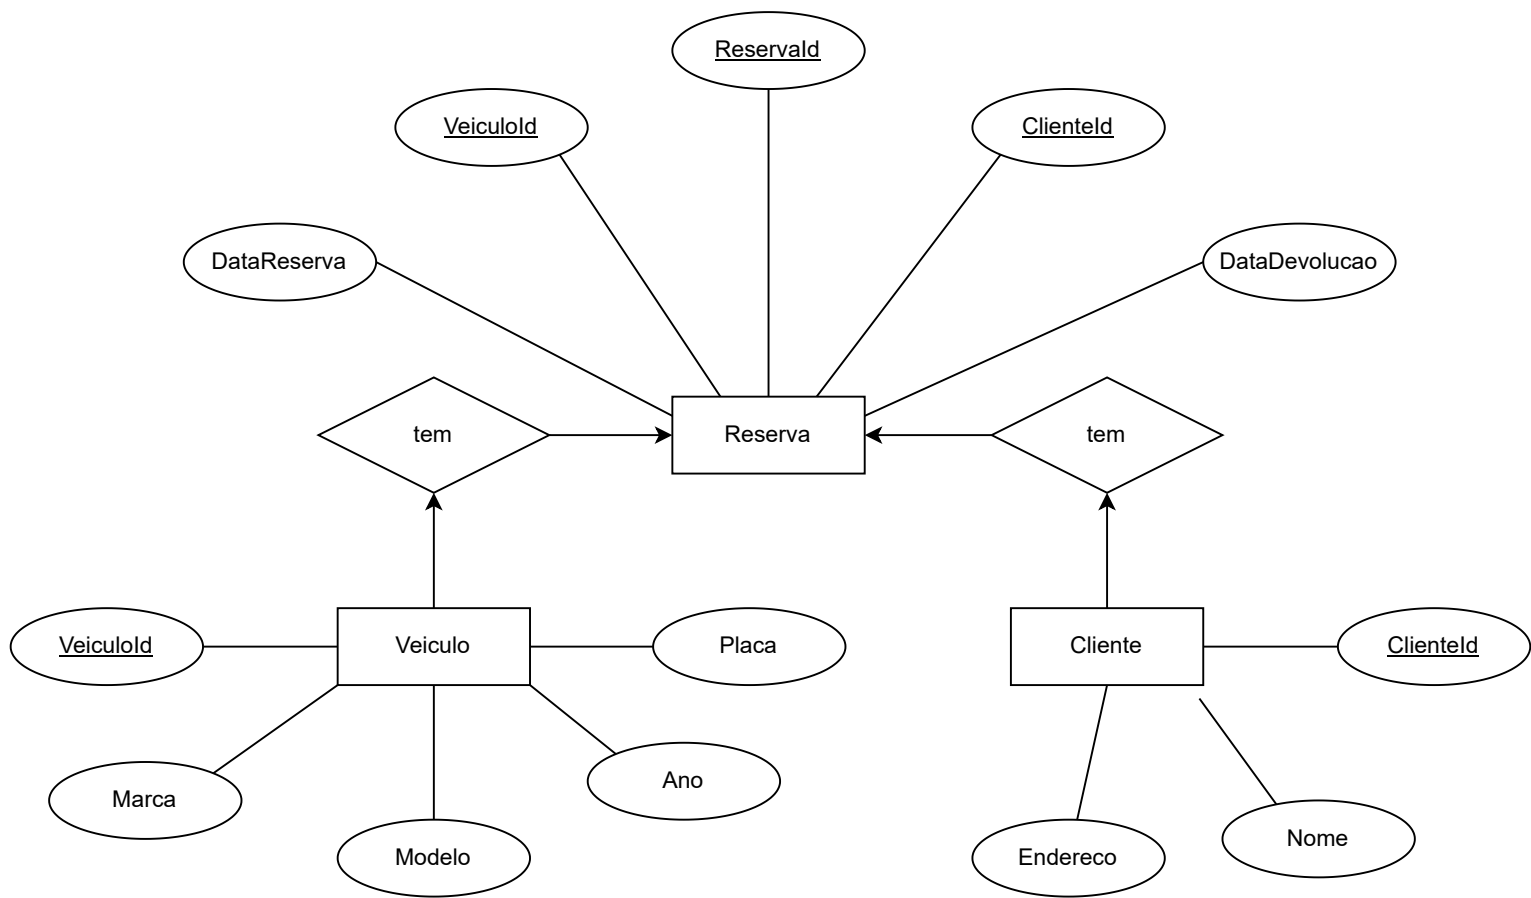 ReservaId
VeiculoId
ClienteId
DataReserva
DataDevolucao
tem
Reserva
tem
VeiculoId
Veiculo
Placa
Cliente
ClienteId
Marca
Modelo
Ano
Endereco
Nome